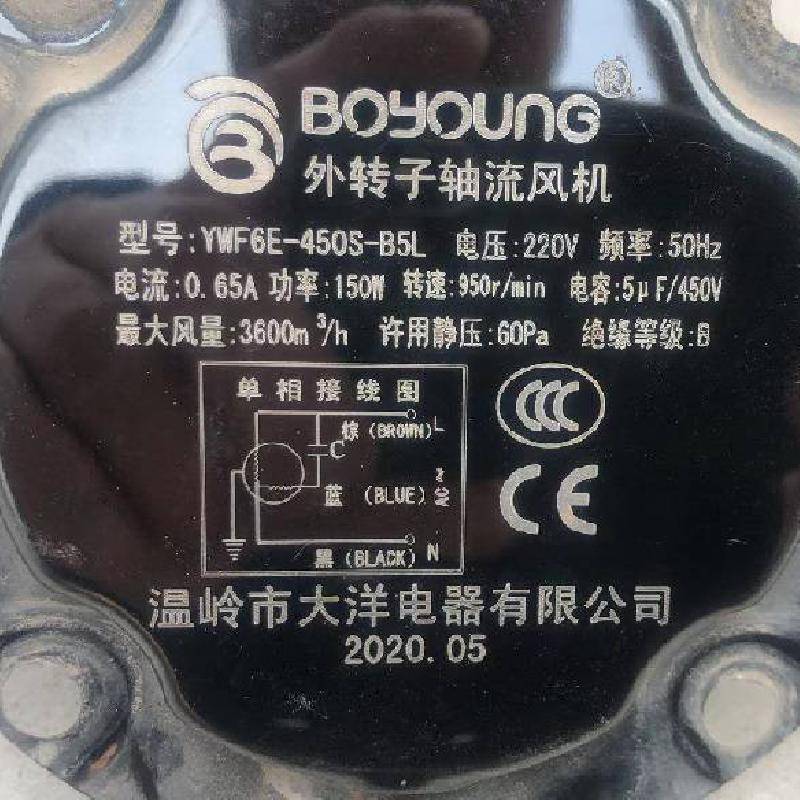 BOYOUNG ®
外转子轴流风机
型号:YWF6E-450S-B5L 电压:220V 频率:50Hz
电流:0.65A 功率:150W 转速:950r/min 电容:5μF/450V
最大风量:3600m³/h 许用静压:60Pa 绝缘等级:B
单相接线图
棕 (BROWN) L
C
蓝 (BLUE)
黑 (BLACK) N
CCC
CE
温岭市大洋电器有限公司
2020.05